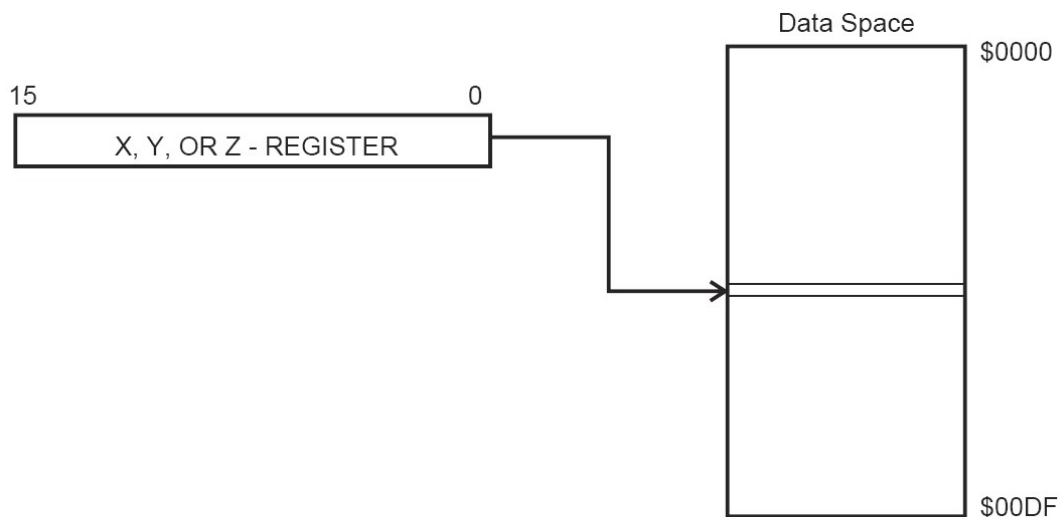 Data Space
$0000
15
0
X, Y, OR Z - REGISTER
$00DF